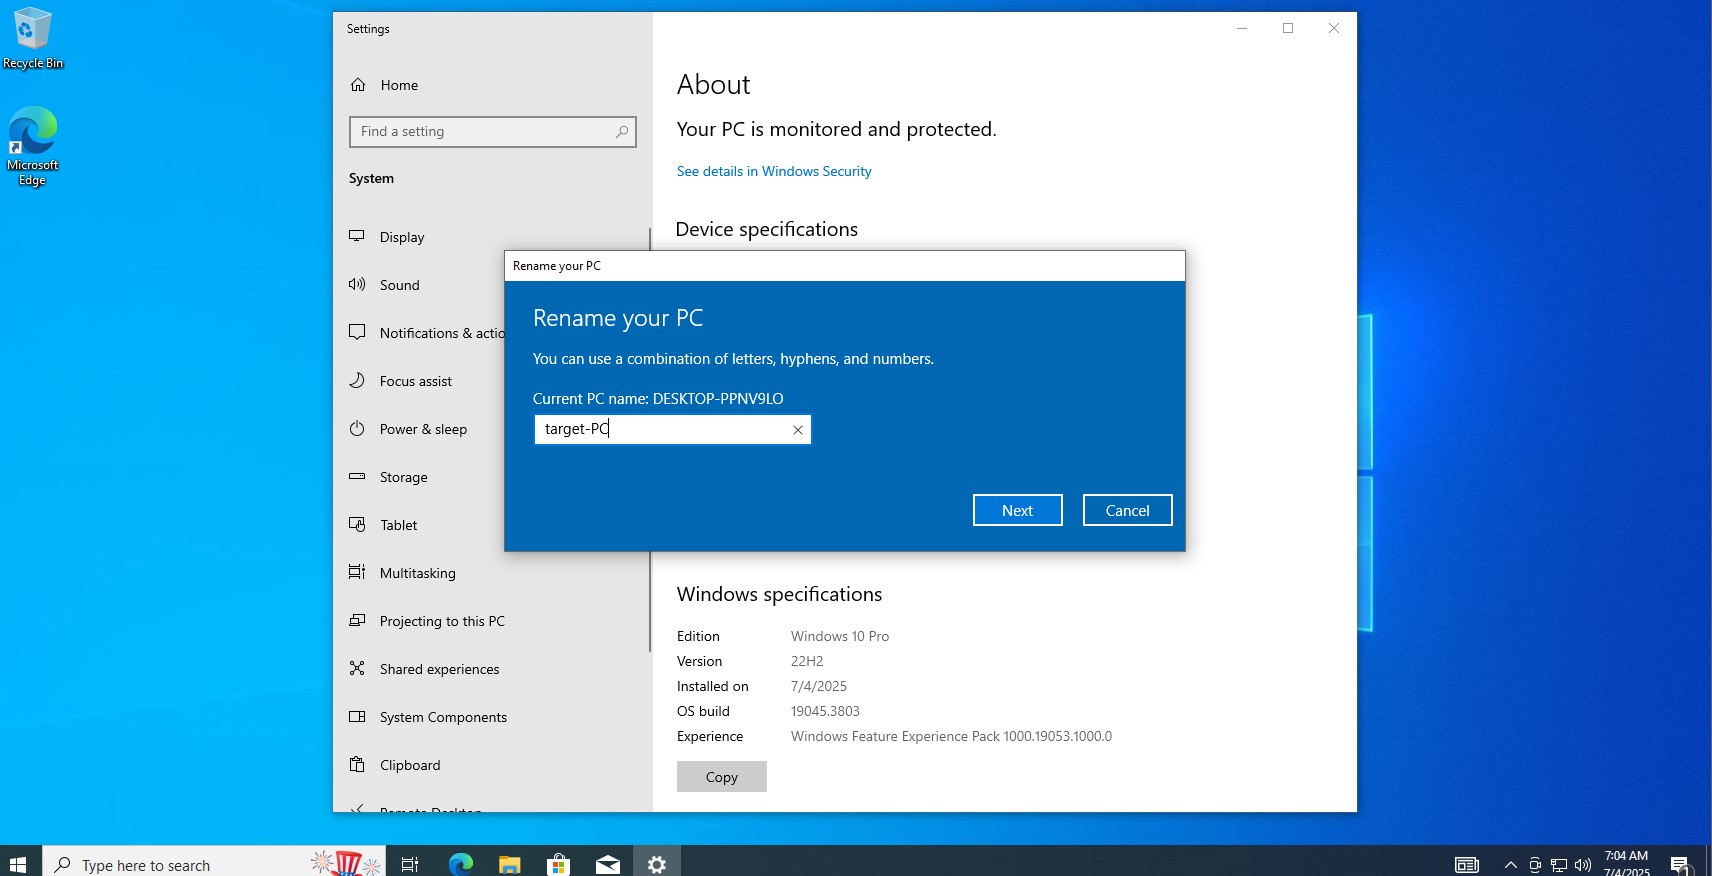 Recycle Bin
Microsoft
Edge
Settings
Home
Find a setting
System
Display
Sound
Notifications & actio
Focus assist
Power & sleep
Storage
Tablet
Multitasking
Projecting to this PC
Shared experiences
System Components
Clipboard
Remote Desktop
About
Your PC is monitored and protected.
See details in Windows Security
Device specifications
Rename your PC
Rename your PC
You can use a combination of letters, hyphens, and numbers.
Current PC name: DESKTOP-PPNV9LO
target-PC
Next
Cancel
Windows specifications
Edition Windows 10 Pro
Version 22H2
Installed on 7/4/2025
OS build 19045.3803
Experience Windows Feature Experience Pack 1000.19053.1000.0
Copy
Type here to search
7:04 AM
7/4/2025
1